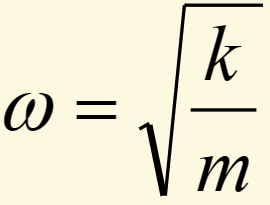 ω = √(k/m)